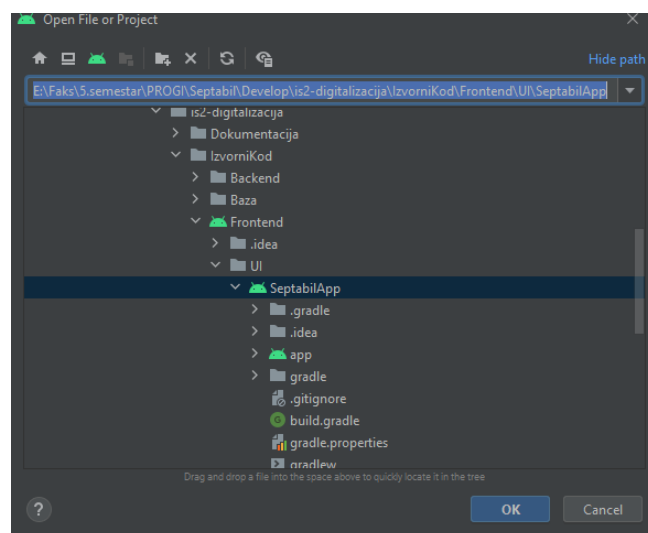 Open File or Project
Hide path
E:\Faks\5.semestar\PROGI\Septabil\Develop\is2-digitalizacija\IzvorniKod\Frontend\UI\SeptabilApp
is2-digitalizacija
Dokumentacija
IzvorniKod
Backend
Baza
Frontend
.idea
UI
SeptabilApp
.gradle
.idea
app
gradle
.gitignore
build.gradle
gradle.properties
gradlew
Drag and drop a file into the space above to quickly locate it in the tree
?
OK
Cancel